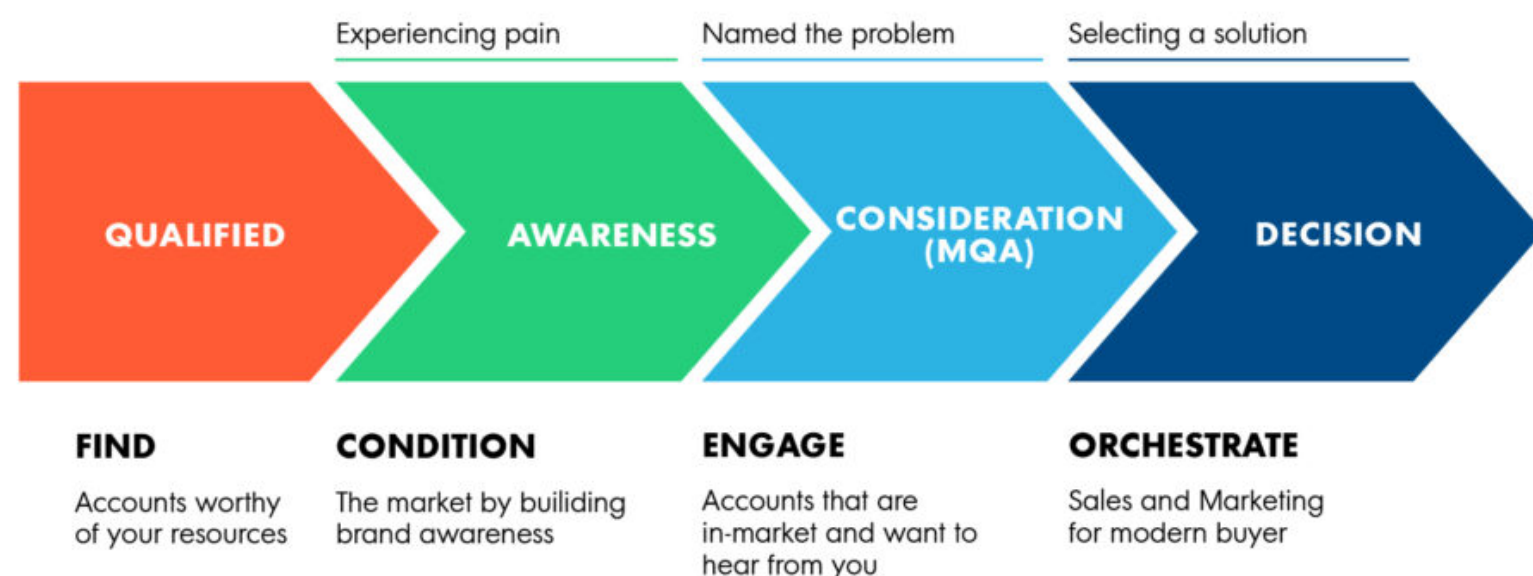 Experiencing pain
Named the problem
Selecting a solution
QUALIFIED
AWARENESS
CONSIDERATION
(MQA)
DECISION
FIND
Accounts worthy
of your resources
CONDITION
The market by builiding
brand awareness
ENGAGE
Accounts that are
in-market and want to
hear from you
ORCHESTRATE
Sales and Marketing
for modern buyer